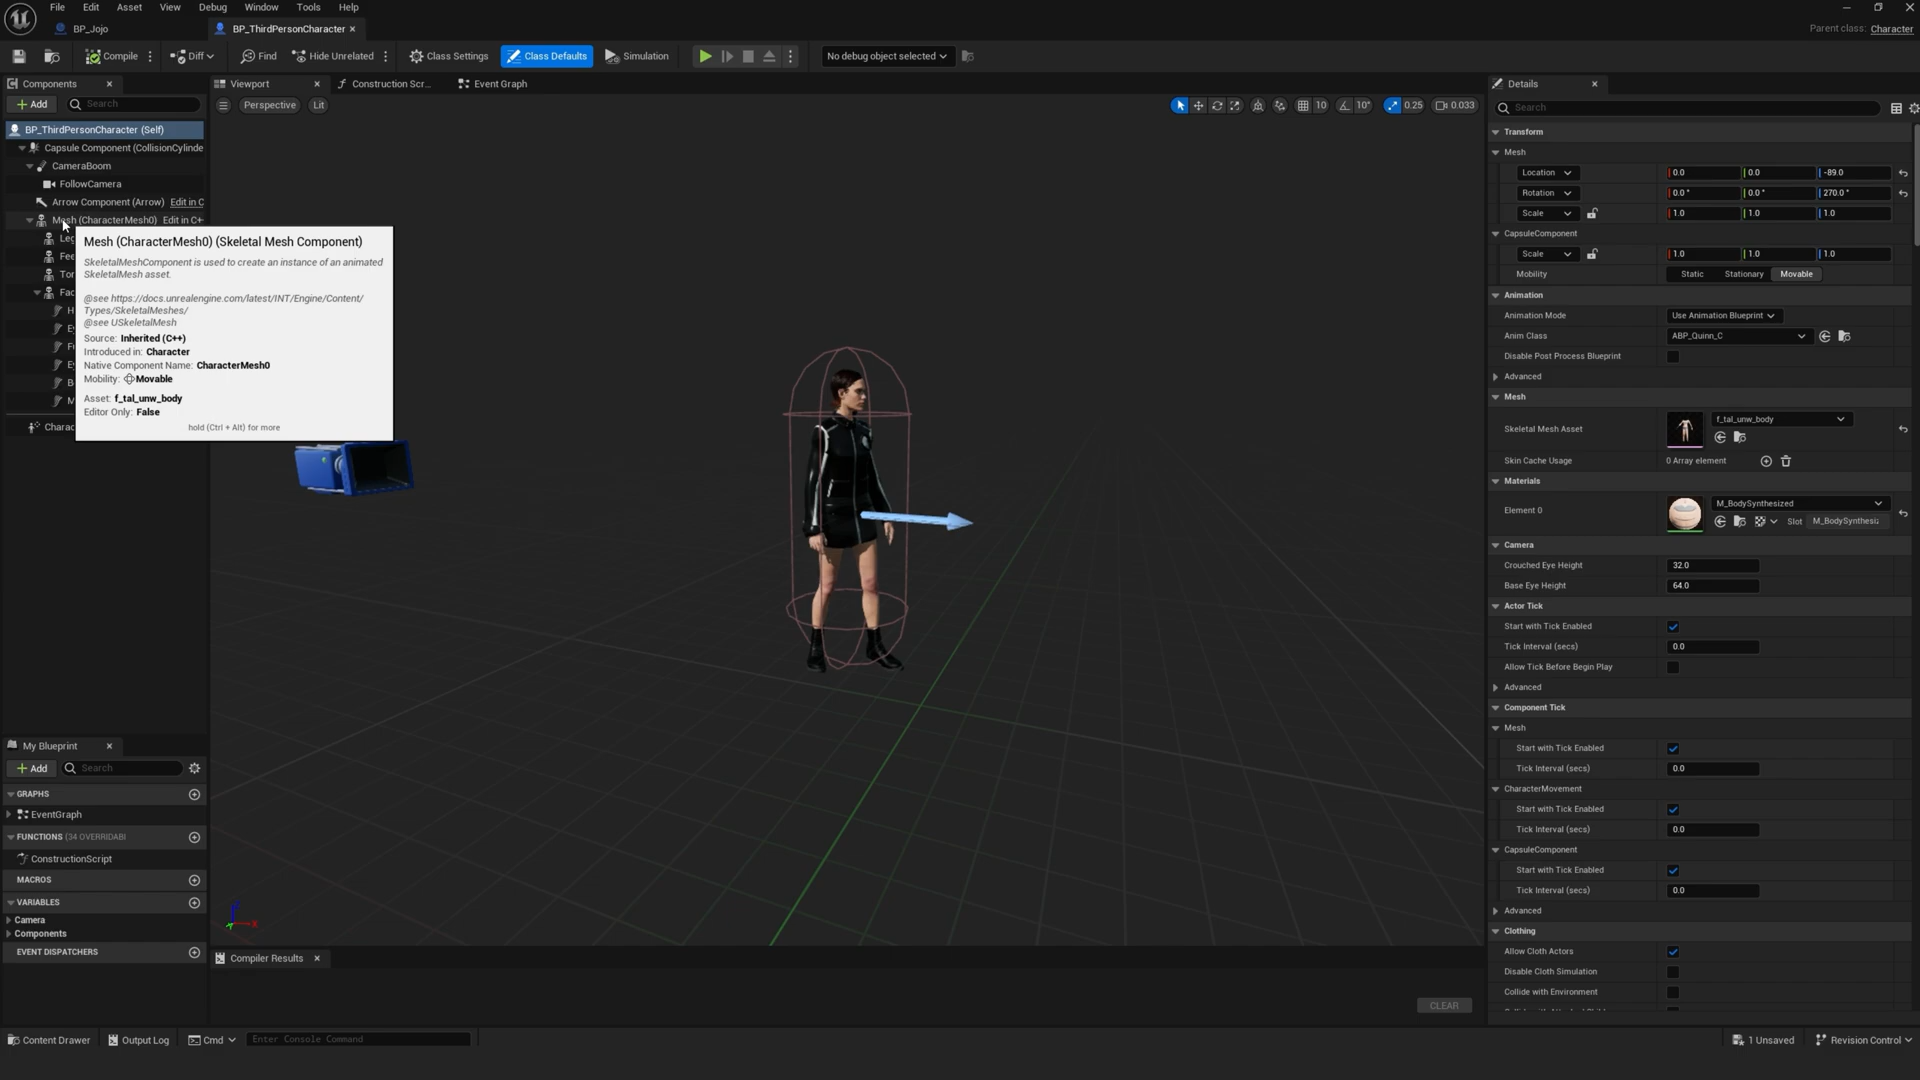 File Edit Asset View Debug Window Tools Help
BP_Jojo
BP_ThirdPersonCharacter
Parent class: Character
Compile
Diff
Find
Hide Unrelated
Class Settings
Class Defaults
Simulation
No debug object selected
Components
Viewport
Construction Scr...
Event Graph
Details
Add
Search
Perspective
Lit
10
10°
0.25
0.033
Search
BP_ThirdPersonCharacter (Self)
Capsule Component (CollisionCylinde
CameraBoom
FollowCamera
Arrow Component (Arrow) Edit in C
Mesh (CharacterMesh0) Edit in C+
Leg
Fee
Tor
Fac
H
Ey
F
Ey
B
M
Charac
Mesh (CharacterMesh0) (Skeletal Mesh Component)
SkeletalMeshComponent is used to create an instance of an animated
SkeletalMesh asset.
@see https://docs.unrealengine.com/latest/INT/Engine/Content/
Types/SkeletalMeshes/
@see USkeletalMesh
Source: Inherited (C++)
Introduced in: Character
Native Component Name: CharacterMesh0
Mobility: Movable
Asset: f_tal_unw_body
Editor Only: False
hold (Ctrl + Alt) for more
X
Transform
Mesh
Location 0.0 0.0 -89.0
Rotation 0.0 ° 0.0 ° 270.0 °
Scale 1.0 1.0 1.0
CapsuleComponent
Scale 1.0 1.0 1.0
Mobility Static Stationary Movable
Animation
Animation Mode Use Animation Blueprint
Anim Class ABP_Quinn_C
Disable Post Process Blueprint
Advanced
Mesh
Skeletal Mesh Asset f_tal_unw_body
Skin Cache Usage 0 Array element
Materials
Element 0 M_BodySynthesized
Slot M_BodySynthesiz
Camera
Crouched Eye Height 32.0
Base Eye Height 64.0
Actor Tick
Start with Tick Enabled
Tick Interval (secs) 0.0
Allow Tick Before Begin Play
Advanced
Component Tick
Mesh
Start with Tick Enabled
Tick Interval (secs) 0.0
CharacterMovement
Start with Tick Enabled
Tick Interval (secs) 0.0
CapsuleComponent
Start with Tick Enabled
Tick Interval (secs) 0.0
Advanced
Clothing
Allow Cloth Actors
Disable Cloth Simulation
Collide with Environment
My Blueprint
Add
Search
GRAPHS
EventGraph
FUNCTIONS (34 OVERRIDABl
ConstructionScript
MACROS
VARIABLES
Camera
Components
EVENT DISPATCHERS
Compiler Results
CLEAR
Content Drawer
Output Log
Cmd
Enter Console Command
1 Unsaved
Revision Control